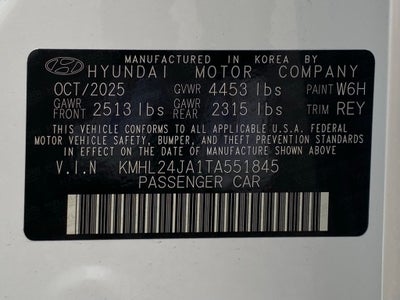 MANUFACTURED IN KOREA BY
HYUNDAI MOTOR COMPANY
OCT/2025 GVWR 4453 lbs PAINT W6H
GAWR FRONT 2513 lbs GAWR REAR 2315 lbs TRIM REY
THIS VEHICLE CONFORMS TO ALL APPLICABLE U.S.A. FEDERAL
MOTOR VEHICLE SAFETY, BUMPER, AND THEFT PREVENTION STANDARDS
IN EFFECT ON THE DATE OF MANUFACTURE SHOWN ABOVE.
V.I.N KMHL24JA1TA551845
PASSENGER CAR